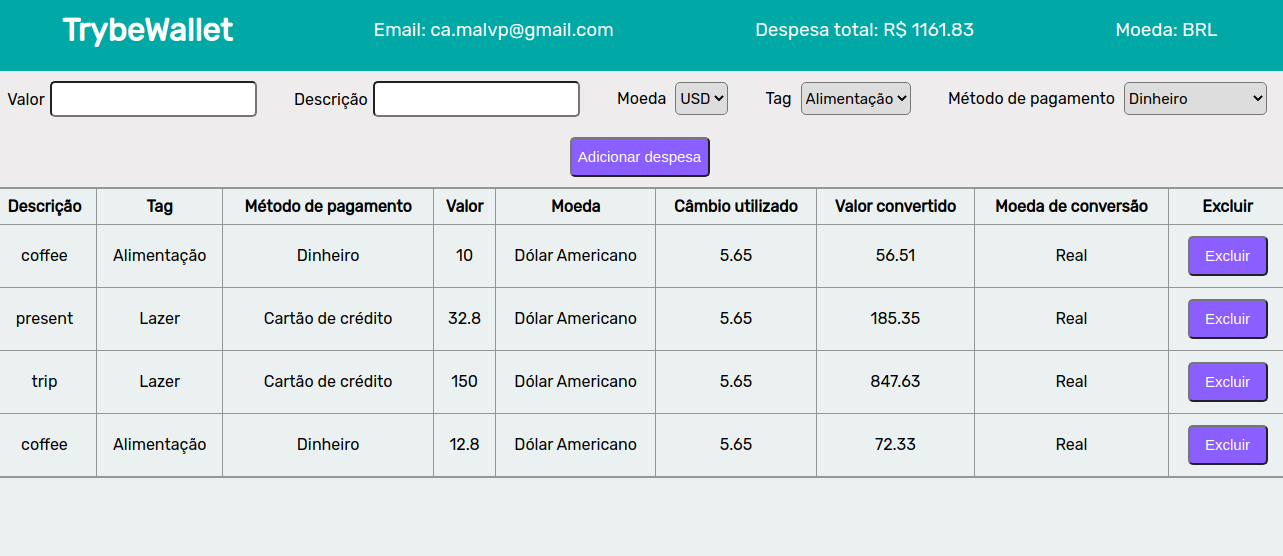 TrybeWallet Email: ca.malvp@gmail.com Despesa total: R$ 1161.83 Moeda: BRL
Valor Descrição Moeda USD Tag Alimentação Método de pagamento Dinheiro
Adicionar despesa
Descrição Tag Método de pagamento Valor Moeda Câmbio utilizado Valor convertido Moeda de conversão Excluir
coffee Alimentação Dinheiro 10 Dólar Americano 5.65 56.51 Real Excluir
present Lazer Cartão de crédito 32.8 Dólar Americano 5.65 185.35 Real Excluir
trip Lazer Cartão de crédito 150 Dólar Americano 5.65 847.63 Real Excluir
coffee Alimentação Dinheiro 12.8 Dólar Americano 5.65 72.33 Real Excluir